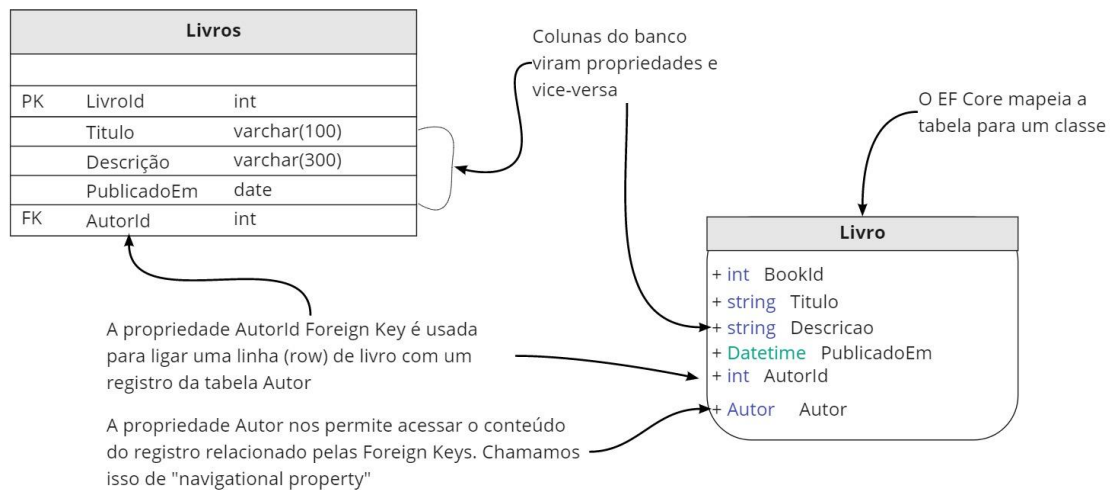 Livros
PK LivroId int
Titulo varchar(100)
Descrição varchar(300)
PublicadoEm date
FK AutorId int
Colunas do banco
viram propriedades e
vice-versa
O EF Core mapeia a
tabela para um classe
Livro
+ int BookId
+ string Titulo
+ string Descricao
+ Datetime PublicadoEm
+ int AutorId
+ Autor Autor
A propriedade AutorId Foreign Key é usada
para ligar uma linha (row) de livro com um
registro da tabela Autor
A propriedade Autor nos permite acessar o conteúdo
do registro relacionado pelas Foreign Keys. Chamamos
isso de "navigational property"